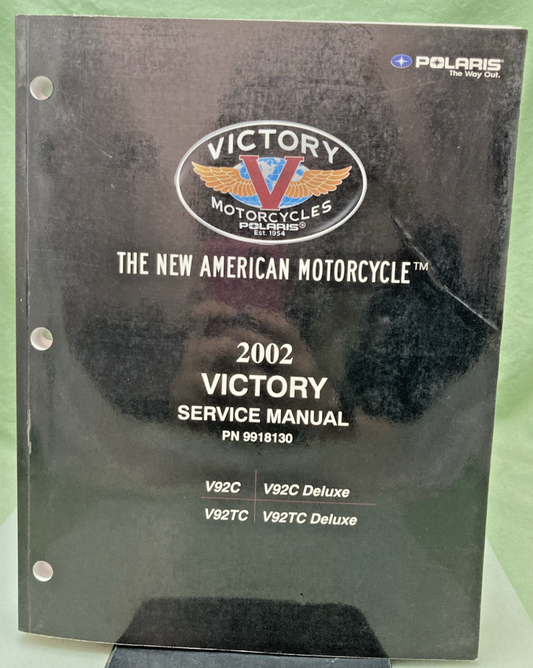 POLARIS®
The Way Out.
VICTORY
V
MOTORCYCLES
POLARIS®
Est. 1954
THE NEW AMERICAN MOTORCYCLE™
2002
VICTORY
SERVICE MANUAL
PN 9918130
V92C V92C Deluxe
V92TC V92TC Deluxe